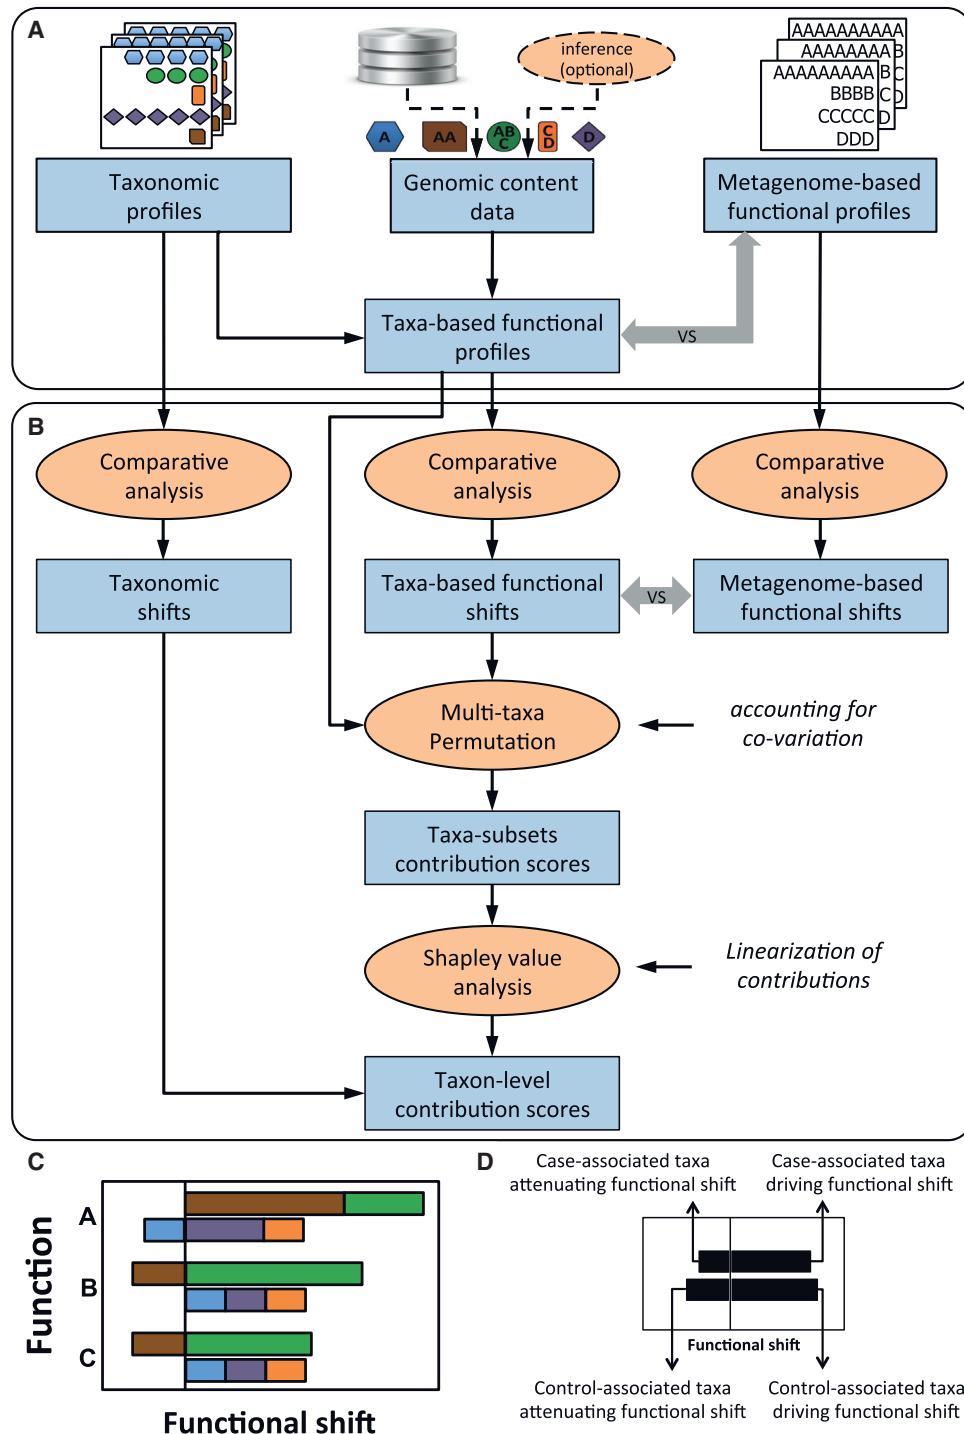 A
inference
(optional)
AAAAAAAAAA
AAAAAAAA B
AAAAAAAAA B C
BBBB C D
CCCCC D
DDD
A AA AB C C D D
Taxonomic
profiles
Genomic content
data
Metagenome-based
functional profiles
Taxa-based functional
profiles
VS
B
Comparative
analysis
Comparative
analysis
Comparative
analysis
Taxonomic
shifts
Taxa-based functional
shifts
VS
Metagenome-based
functional shifts
Multi-taxa
Permutation
accounting for
co-variation
Taxa-subsets
contribution scores
Shapley value
analysis
Linearization of
contributions
Taxon-level
contribution scores
C
Function
A
B
C
Functional shift
D
Case-associated taxa
attenuating functional shift
Case-associated taxa
driving functional shift
Functional shift
Control-associated taxa
attenuating functional shift
Control-associated taxa
driving functional shift